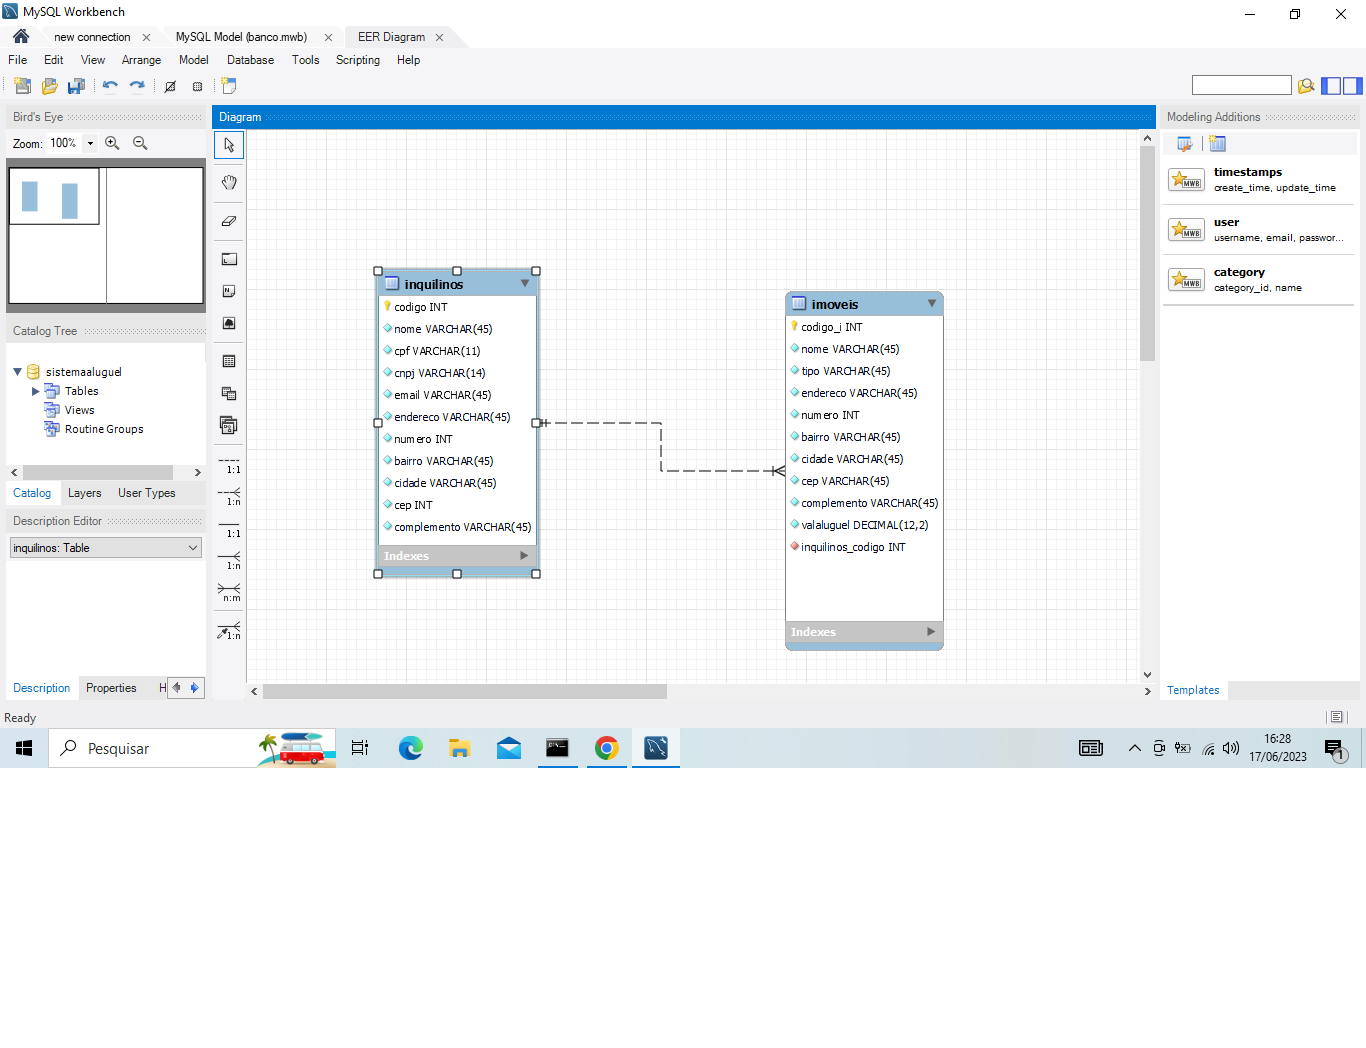 MySQL Workbench
new connection
MySQL Model (banco.mwb)
EER Diagram
File Edit View Arrange Model Database Tools Scripting Help
Bird's Eye
Zoom: 100%
Catalog Tree
sistemaaluguel
Tables
Views
Routine Groups
Catalog Layers User Types
Description Editor
inquilinos: Table
Description Properties H
Ready
Diagram
1:1
1:n
1:1
1:n
n:m
1:n
inquilinos
codigo INT
nome VARCHAR(45)
cpf VARCHAR(11)
cnpj VARCHAR(14)
email VARCHAR(45)
endereco VARCHAR(45)
numero INT
bairro VARCHAR(45)
cidade VARCHAR(45)
cep INT
complemento VARCHAR(45)
Indexes
imoveis
codigo_i INT
nome VARCHAR(45)
tipo VARCHAR(45)
endereco VARCHAR(45)
numero INT
bairro VARCHAR(45)
cidade VARCHAR(45)
cep VARCHAR(45)
complemento VARCHAR(45)
valaluguel DECIMAL(12,2)
inquilinos_codigo INT
Indexes
Modeling Additions
MWB
timestamps
create_time, update_time
MWB
user
username, email, passwor...
MWB
category
category_id, name
Templates
Pesquisar
16:28
17/06/2023
1